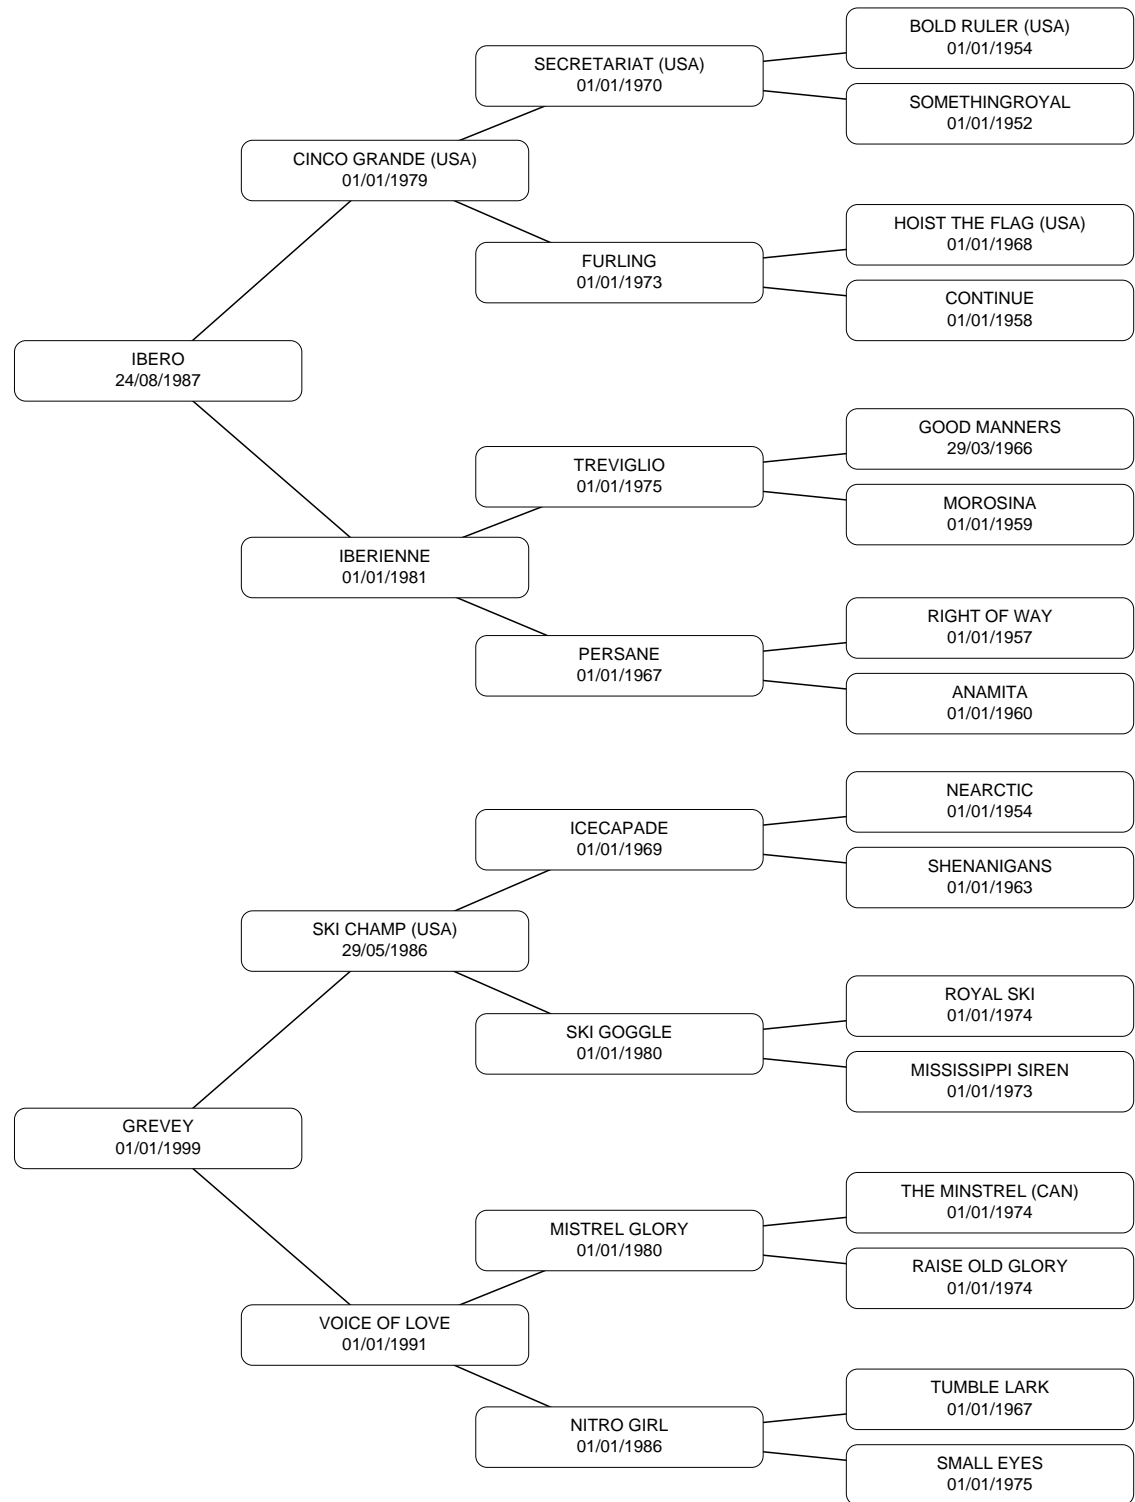 BOLD RULER (USA)
01/01/1954
SECRETARIAT (USA)
01/01/1970
SOMETHINGROYAL
01/01/1952
CINCO GRANDE (USA)
01/01/1979
HOIST THE FLAG (USA)
01/01/1968
FURLING
01/01/1973
CONTINUE
01/01/1958
IBERO
24/08/1987
GOOD MANNERS
29/03/1966
TREVIGLIO
01/01/1975
MOROSINA
01/01/1959
IBERIENNE
01/01/1981
RIGHT OF WAY
01/01/1957
PERSANE
01/01/1967
ANAMITA
01/01/1960
NEARCTIC
01/01/1954
ICECAPADE
01/01/1969
SHENANIGANS
01/01/1963
SKI CHAMP (USA)
29/05/1986
ROYAL SKI
01/01/1974
SKI GOGGLE
01/01/1980
MISSISSIPPI SIREN
01/01/1973
GREVEY
01/01/1999
THE MINSTREL (CAN)
01/01/1974
MISTREL GLORY
01/01/1980
RAISE OLD GLORY
01/01/1974
VOICE OF LOVE
01/01/1991
TUMBLE LARK
01/01/1967
NITRO GIRL
01/01/1986
SMALL EYES
01/01/1975